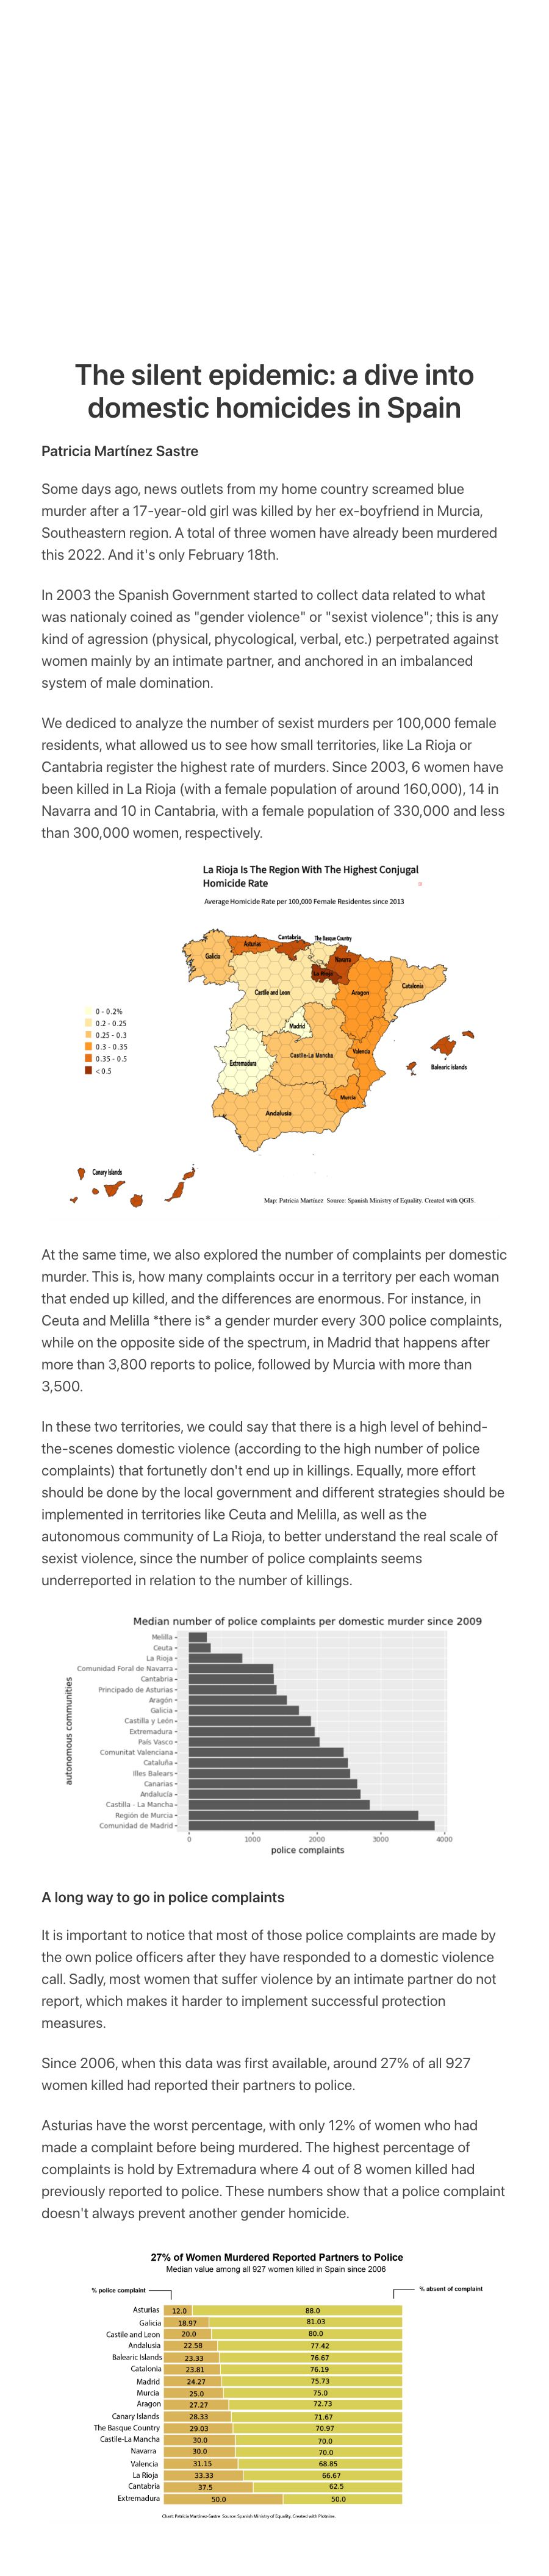 The silent epidemic: a dive into
domestic homicides in Spain
Patricia Martínez Sastre
Some days ago, news outlets from my home country screamed blue
murder after a 17-year-old girl was killed by her ex-boyfriend in Murcia,
Southeastern region. A total of three women have already been murdered
this 2022. And it's only February 18th.
In 2003 the Spanish Government started to collect data related to what
was nationaly coined as "gender violence" or "sexist violence"; this is any
kind of agression (physical, phycological, verbal, etc.) perpetrated against
women mainly by an intimate partner, and anchored in an imbalanced
system of male domination.
We dediced to analyze the number of sexist murders per 100,000 female
residents, what allowed us to see how small territories, like La Rioja or
Cantabria register the highest rate of murders. Since 2003, 6 women have
been killed in La Rioja (with a female population of around 160,000), 14 in
Navarra and 10 in Cantabria, with a female population of 330,000 and less
than 300,000 women, respectively.
La Rioja Is The Region With The Highest Conjugal
Homicide Rate
Average Homicide Rate per 100,000 Female Residentes since 2013
Cantabria
The Basque Country
Asturias
Galicia
Navarra
La Rioja
Castile and Leon
Aragon
Catalonia
Madrid
Castille-La Mancha
Valencia
Extremadura
Balearic islands
Murcia
Andalusia
0 - 0.2%
0.2 - 0.25
0.25 - 0.3
0.3 - 0.35
0.35 - 0.5
< 0.5
Canary Islands
Map: Patricia Martínez Source: Spanish Ministry of Equality. Created with QGIS.
At the same time, we also explored the number of complaints per domestic
murder. This is, how many complaints occur in a territory per each woman
that ended up killed, and the differences are enormous. For instance, in
Ceuta and Melilla *there is* a gender murder every 300 police complaints,
while on the opposite side of the spectrum, in Madrid that happens after
more than 3,800 reports to police, followed by Murcia with more than
3,500.
In these two territories, we could say that there is a high level of behind-
the-scenes domestic violence (according to the high number of police
complaints) that fortunetly don't end up in killings. Equally, more effort
should be done by the local government and different strategies should be
implemented in territories like Ceuta and Melilla, as well as the
autonomous community of La Rioja, to better understand the real scale of
sexist violence, since the number of police complaints seems
underreported in relation to the number of killings.
Median number of police complaints per domestic murder since 2009
autonomous communities
Melilla
Ceuta
La Rioja
Comunidad Foral de Navarra
Cantabria
Principado de Asturias
Aragón
Galicia
Castilla y León
Extremadura
País Vasco
Comunitat Valenciana
Cataluña
Illes Balears
Canarias
Andalucía
Castilla - La Mancha
Región de Murcia
Comunidad de Madrid
0 1000 2000 3000 4000
police complaints
A long way to go in police complaints
It is important to notice that most of those police complaints are made by
the own police officers after they have responded to a domestic violence
call. Sadly, most women that suffer violence by an intimate partner do not
report, which makes it harder to implement successful protection
measures.
Since 2006, when this data was first available, around 27% of all 927
women killed had reported their partners to police.
Asturias have the worst percentage, with only 12% of women who had
made a complaint before being murdered. The highest percentage of
complaints is hold by Extremadura where 4 out of 8 women killed had
previously reported to police. These numbers show that a police complaint
doesn't always prevent another gender homicide.
27% of Women Murdered Reported Partners to Police
Median value among all 927 women killed in Spain since 2006
% police complaint
% absent of complaint
Asturias 12.0 88.0
Galicia 18.97 81.03
Castile and Leon 20.0 80.0
Andalusia 22.58 77.42
Balearic Islands 23.33 76.67
Catalonia 23.81 76.19
Madrid 24.27 75.73
Murcia 25.0 75.0
Aragon 27.27 72.73
Canary Islands 28.33 71.67
The Basque Country 29.03 70.97
Castile-La Mancha 30.0 70.0
Navarra 30.0 70.0
Valencia 31.15 68.85
La Rioja 33.33 66.67
Cantabria 37.5 62.5
Extremadura 50.0 50.0
Chart: Patricia Martínez-Sastre Source: Spanish Ministry of Equality. Created with Plotnine.